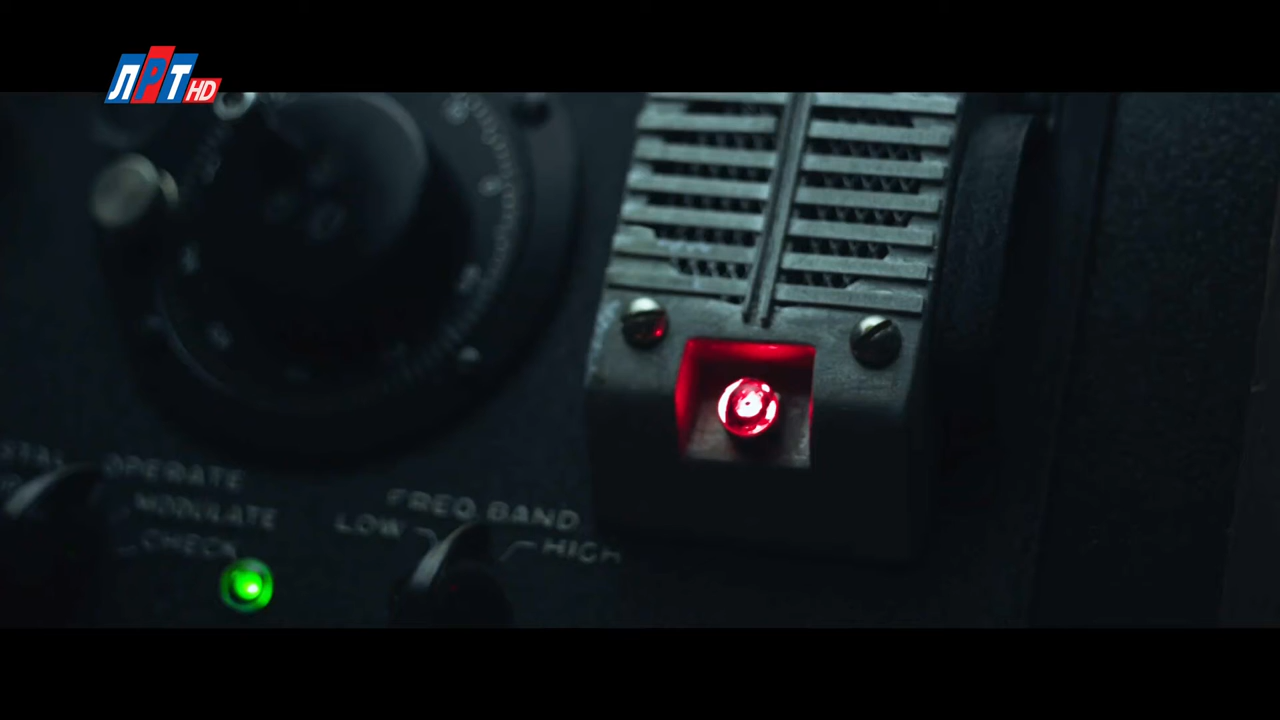 ЛРТ HD
OPERATE
MODULATE
CHECK
FREQ BAND
LOW
HIGH